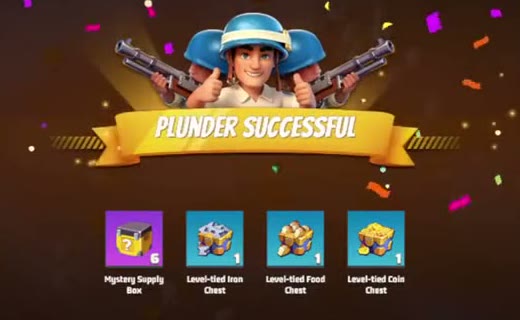 PLUNDER SUCCESSFUL
?
6
1
1
1
Mystery Supply
Box
Level-tied Iron
Chest
Level-tied Food
Chest
Level-tied Coin
Chest